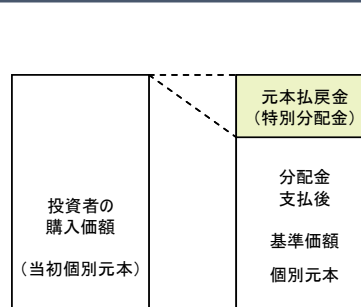 投資者の
購入価額
（当初個別元本）
元本払戻金
（特別分配金）
分配金
支払後
基準価額
個別元本